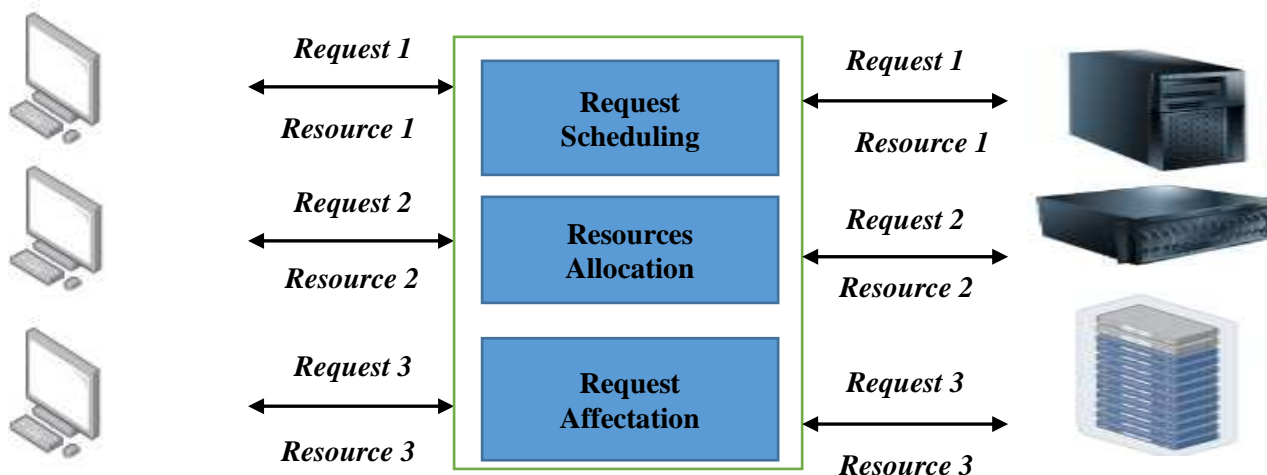 Request 1
Resource 1
Request 2
Resource 2
Request 3
Resource 3
Request
Scheduling
Resources
Allocation
Request
Affectation
Request 1
Resource 1
Request 2
Resource 2
Request 3
Resource 3